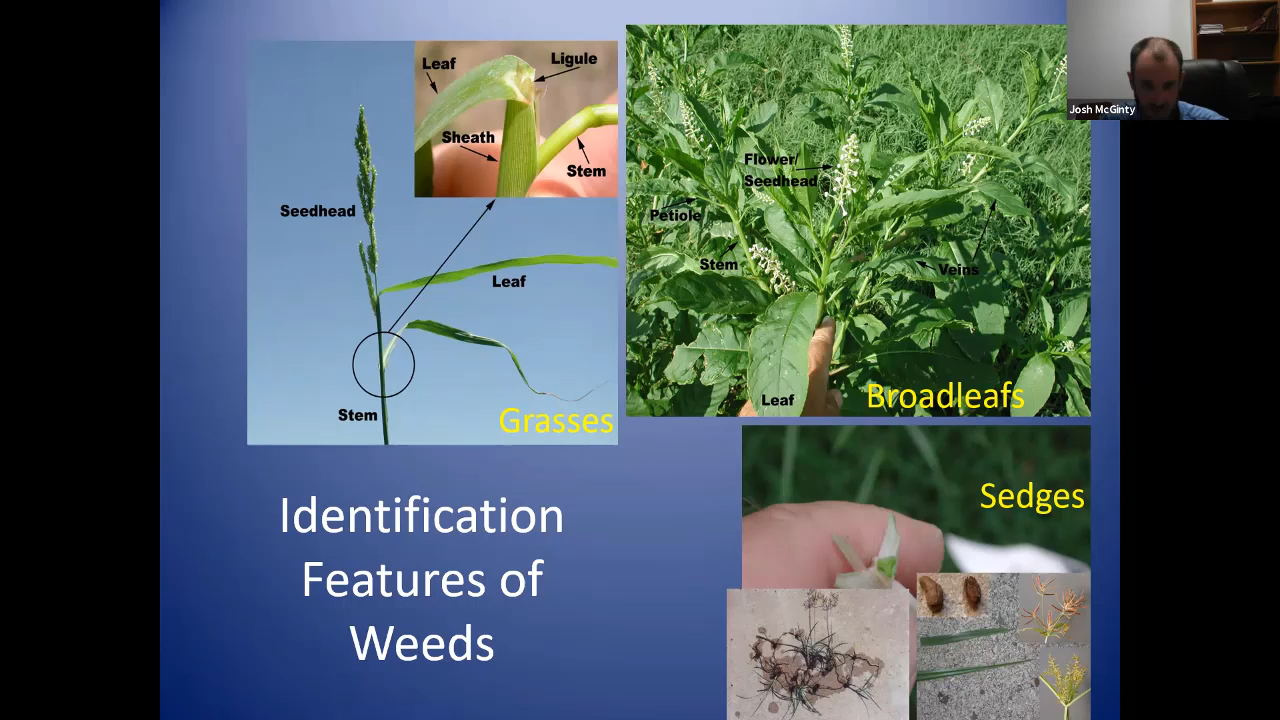 Leaf
Ligule
Sheath
Stem
Seedhead
Leaf
Stem
Grasses
Flower/
Seedhead
Petiole
Stem
Veins
Leaf
Broadleafs
Josh McGinty
Sedges
Identification
Features of
Weeds